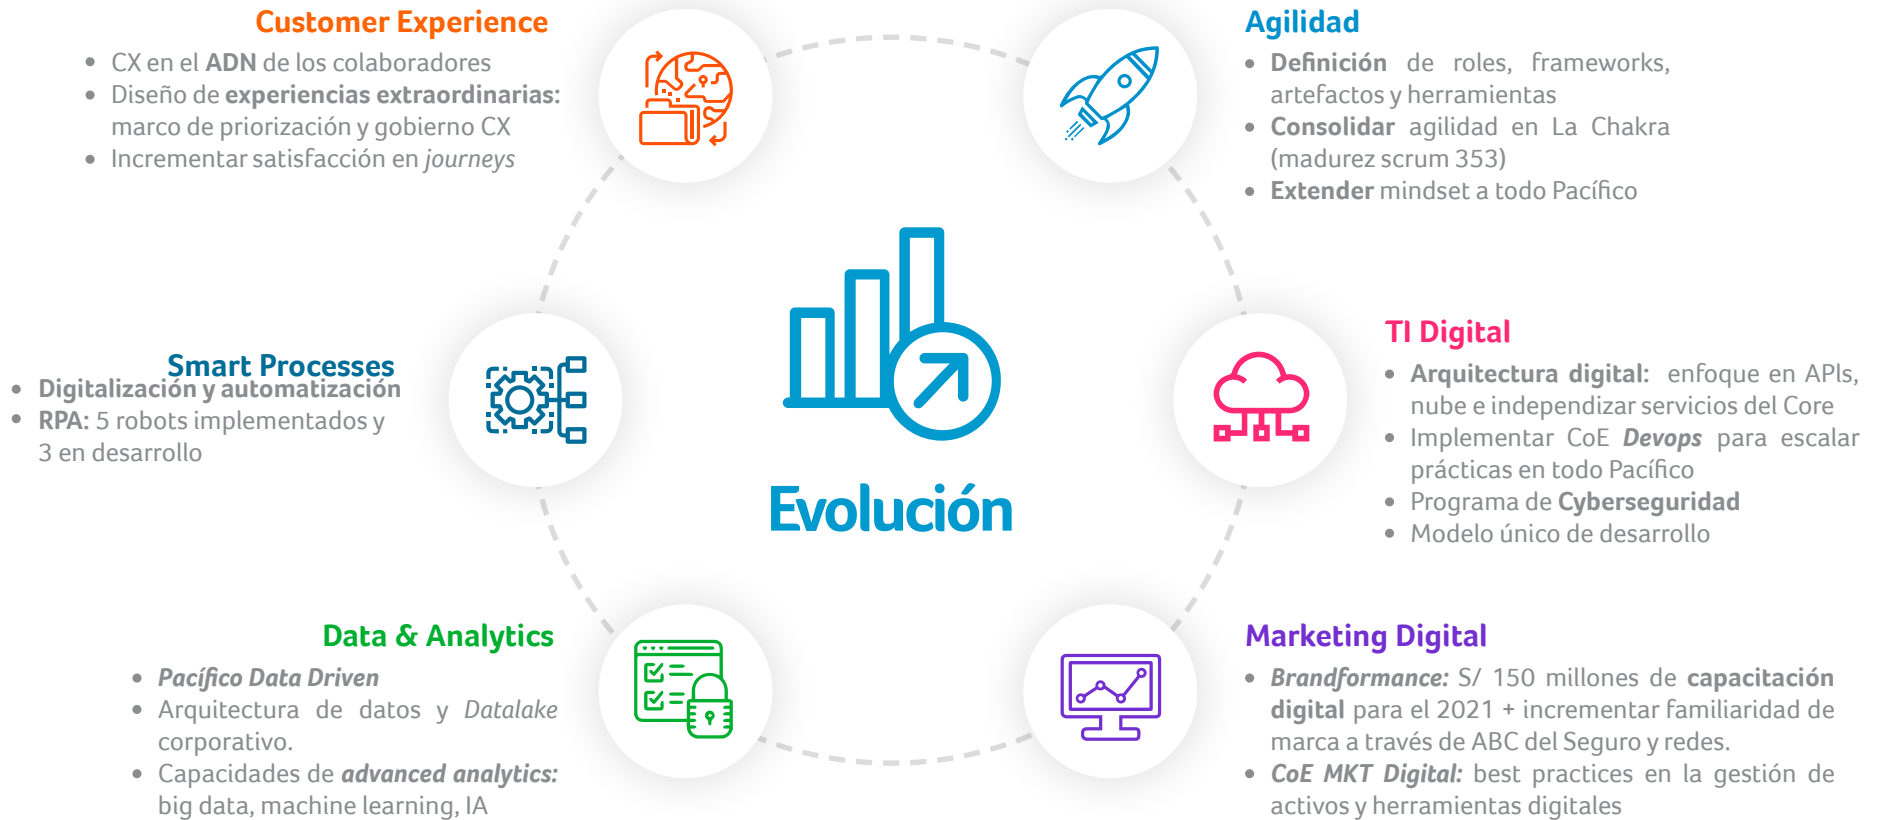 Customer Experience
• CX en el ADN de los colaboradores
• Diseño de experiencias extraordinarias:
marco de priorización y gobierno CX
• Incrementar satisfacción en journeys
Agilidad
• Definición de roles, frameworks,
artefactos y herramientas
• Consolidar agilidad en La Chakra
(madurez scrum 353)
• Extender mindset a todo Pacífico
Smart Processes
• Digitalización y automatización
• RPA: 5 robots implementados y
3 en desarrollo
Evolución
TI Digital
• Arquitectura digital: enfoque en APls,
nube e independizar servicios del Core
• Implementar CoE Devops para escalar
prácticas en todo Pacífico
• Programa de Cyberseguridad
• Modelo único de desarrollo
Data & Analytics
• Pacífico Data Driven
• Arquitectura de datos y Datalake
corporativo.
• Capacidades de advanced analytics:
big data, machine learning, IA
Marketing Digital
• Brandformance: S/ 150 millones de capacitación
digital para el 2021 + incrementar familiaridad de
marca a través de ABC del Seguro y redes.
• CoE MKT Digital: best practices en la gestión de
activos y herramientas digitales